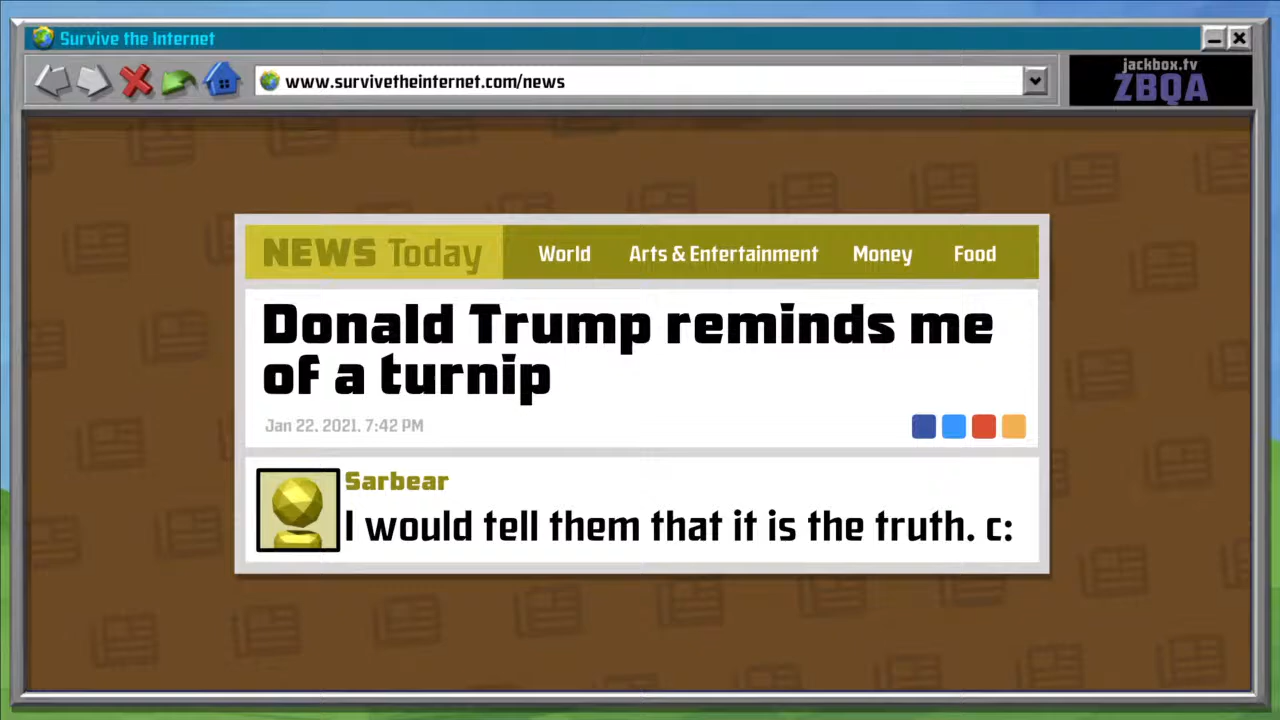 Survive the Internet
www.survivetheinternet.com/news
jackbox.tv
ZBQA
NEWS Today World Arts & Entertainment Money Food
Donald Trump reminds me
of a turnip
Jan 22, 2021, 7:42 PM
Sarbear
I would tell them that it is the truth. c: